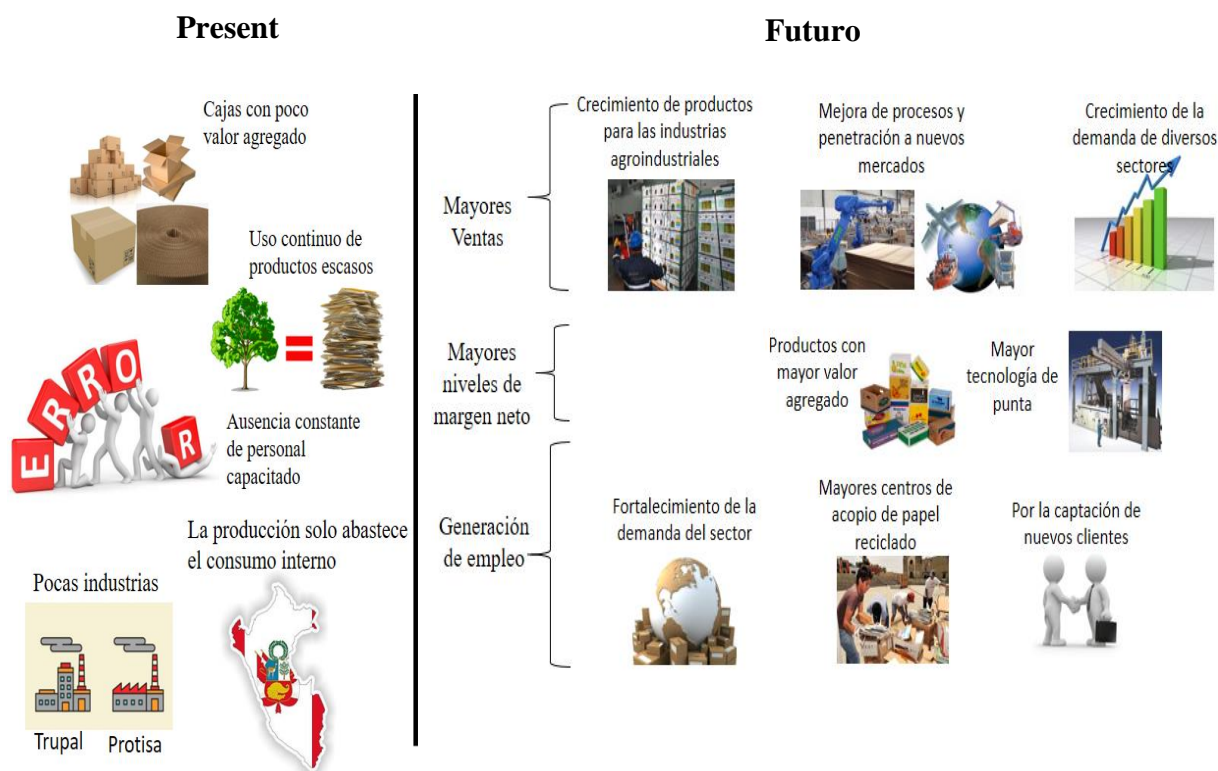 Present
Futuro
Cajas con poco
valor agregado
Uso continuo de
productos escasos
ERROR
Ausencia constante
de personal
capacitado
La producción solo abastece
el consumo interno
Pocas industrias
Trupal
Protisa
Mayores
Ventas
Crecimiento de productos
para las industrias
agroindustriales
Mejora de procesos y
penetración a nuevos
mercados
Crecimiento de la
demanda de diversos
sectores
Mayores
niveles de
margen neto
Productos con
mayor valor
agregado
Mayor
tecnología de
punta
Generación
de empleo
Fortalecimiento de la
demanda del sector
Mayores centros de
acopio de papel
reciclado
Por la captación de
nuevos clientes